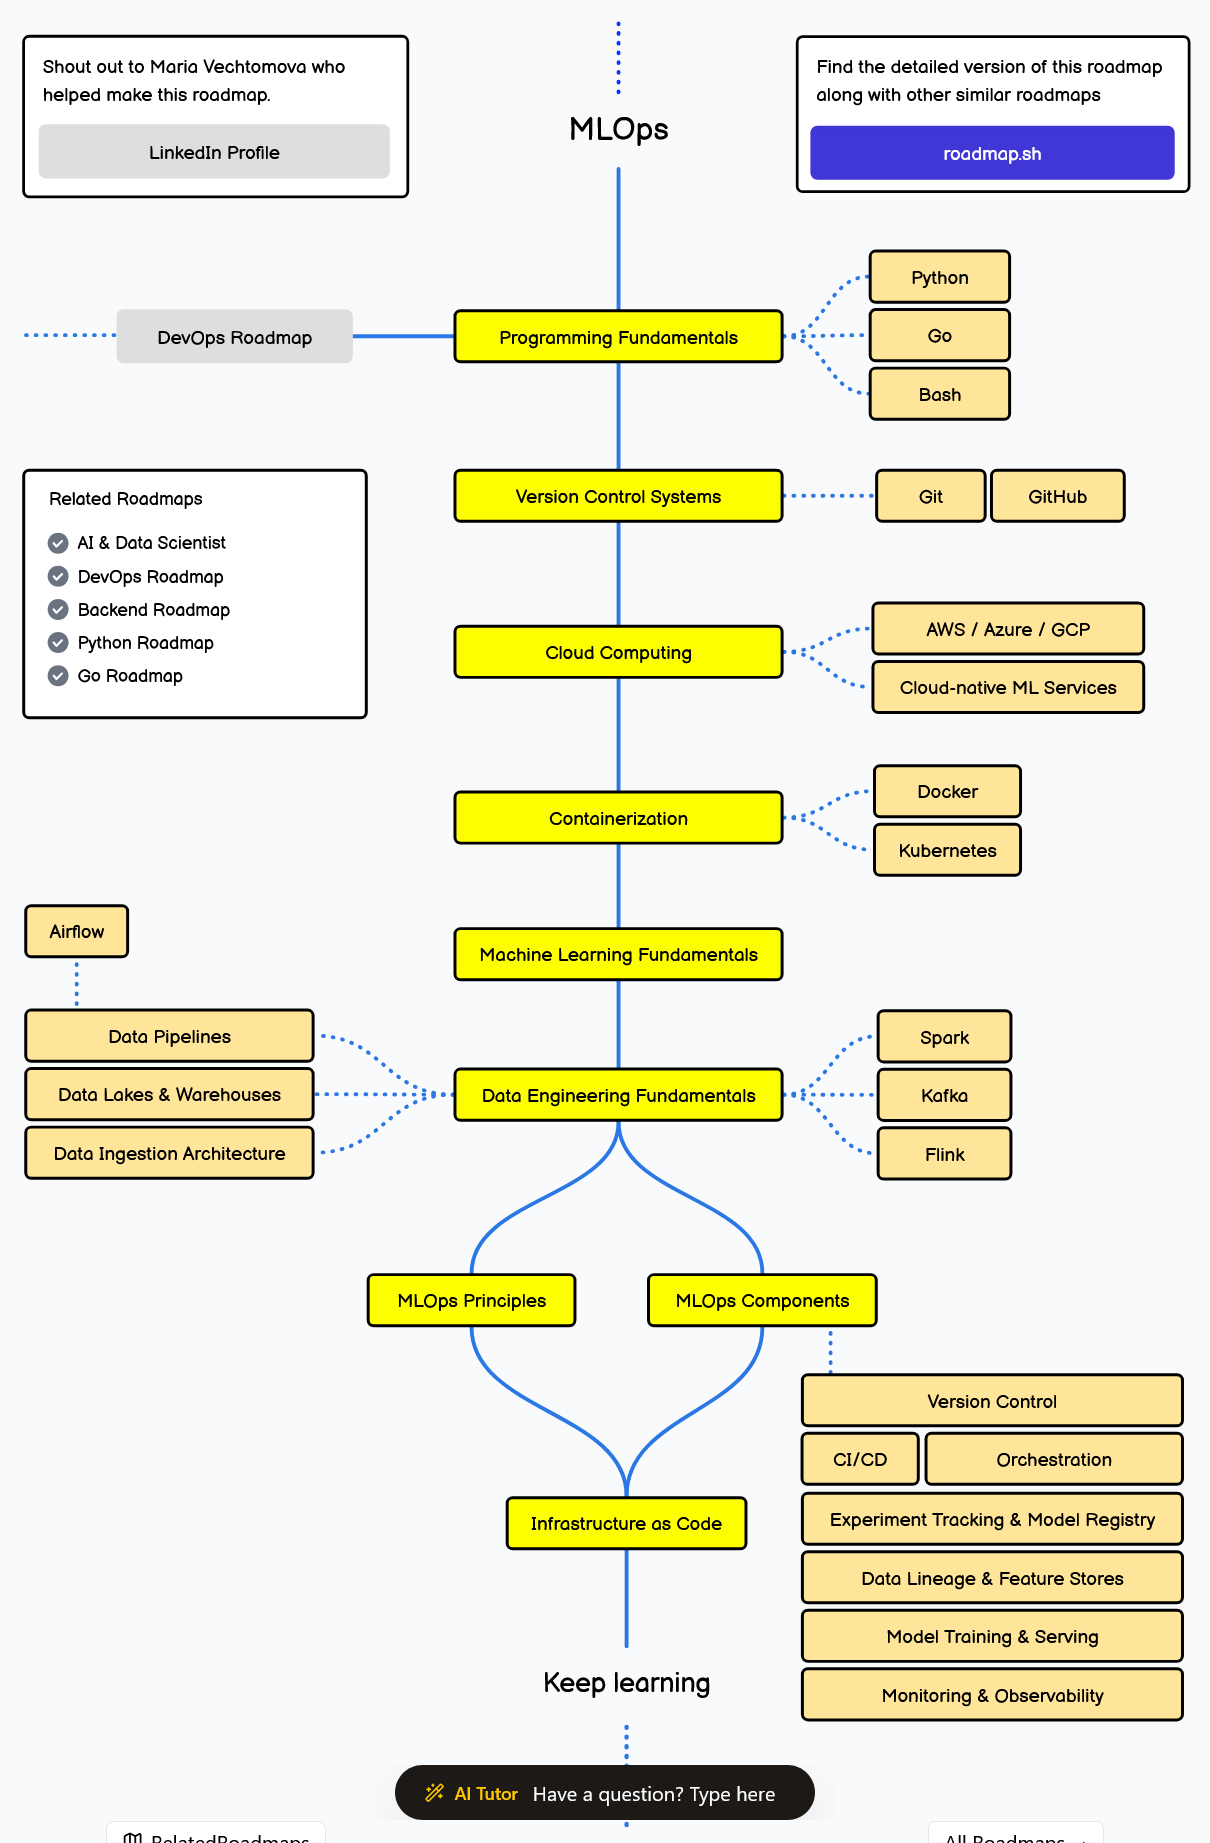 Shout out to Maria Vechtomova who
helped make this roadmap.
LinkedIn Profile
MLOps
Find the detailed version of this roadmap
along with other similar roadmaps
roadmap.sh
DevOps Roadmap
Programming Fundamentals
Python
Go
Bash
Related Roadmaps
AI & Data Scientist
DevOps Roadmap
Backend Roadmap
Python Roadmap
Go Roadmap
Version Control Systems
Git
GitHub
Cloud Computing
AWS / Azure / GCP
Cloud-native ML Services
Containerization
Docker
Kubernetes
Machine Learning Fundamentals
Airflow
Data Pipelines
Data Lakes & Warehouses
Data Ingestion Architecture
Data Engineering Fundamentals
Spark
Kafka
Flink
MLOps Principles
MLOps Components
Version Control
CI/CD
Orchestration
Experiment Tracking & Model Registry
Data Lineage & Feature Stores
Model Training & Serving
Monitoring & Observability
Infrastructure as Code
Keep learning
AI Tutor Have a question? Type here
RelatedRoadmaps
All Roadmaps